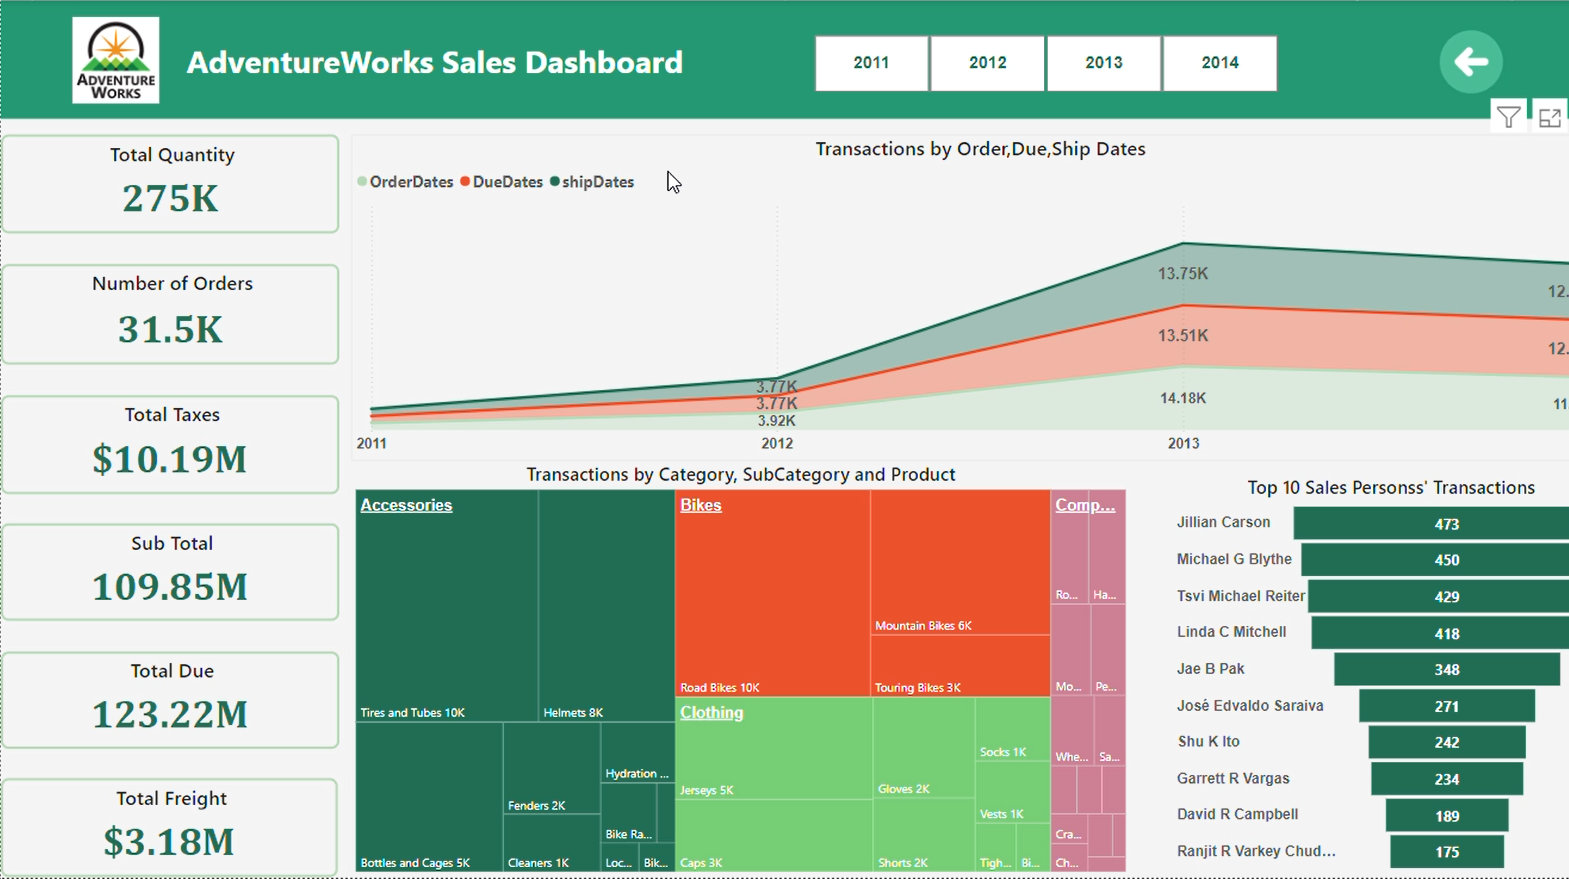 ADVENTURE
WORKS
AdventureWorks Sales Dashboard
2011
2012
2013
2014
Total Quantity
275K
Number of Orders
31.5K
Total Taxes
$10.19M
Sub Total
109.85M
Total Due
123.22M
Total Freight
$3.18M
Transactions by Order,Due,Ship Dates
OrderDates
DueDates
shipDates
13.75K
12.
13.51K
12.
3.77K
3.77K
3.92K
14.18K
11
2011
2012
2013
Transactions by Category, SubCategory and Product
Accessories
Tires and Tubes 10K
Helmets 8K
Bottles and Cages 5K
Fenders 2K
Cleaners 1K
Hydration ...
Bike Ra...
Loc...
Bik...
Bikes
Road Bikes 10K
Mountain Bikes 6K
Touring Bikes 3K
Clothing
Jerseys 5K
Caps 3K
Gloves 2K
Shorts 2K
Socks 1K
Vests 1K
Tigh...
Bi...
Comp...
Ro...
Ha...
Mo...
Pe...
Whe...
Sa...
Cra...
Ch...
Top 10 Sales Personss' Transactions
Jillian Carson 473
Michael G Blythe 450
Tsvi Michael Reiter 429
Linda C Mitchell 418
Jae B Pak 348
José Edvaldo Saraiva 271
Shu K Ito 242
Garrett R Vargas 234
David R Campbell 189
Ranjit R Varkey Chud... 175